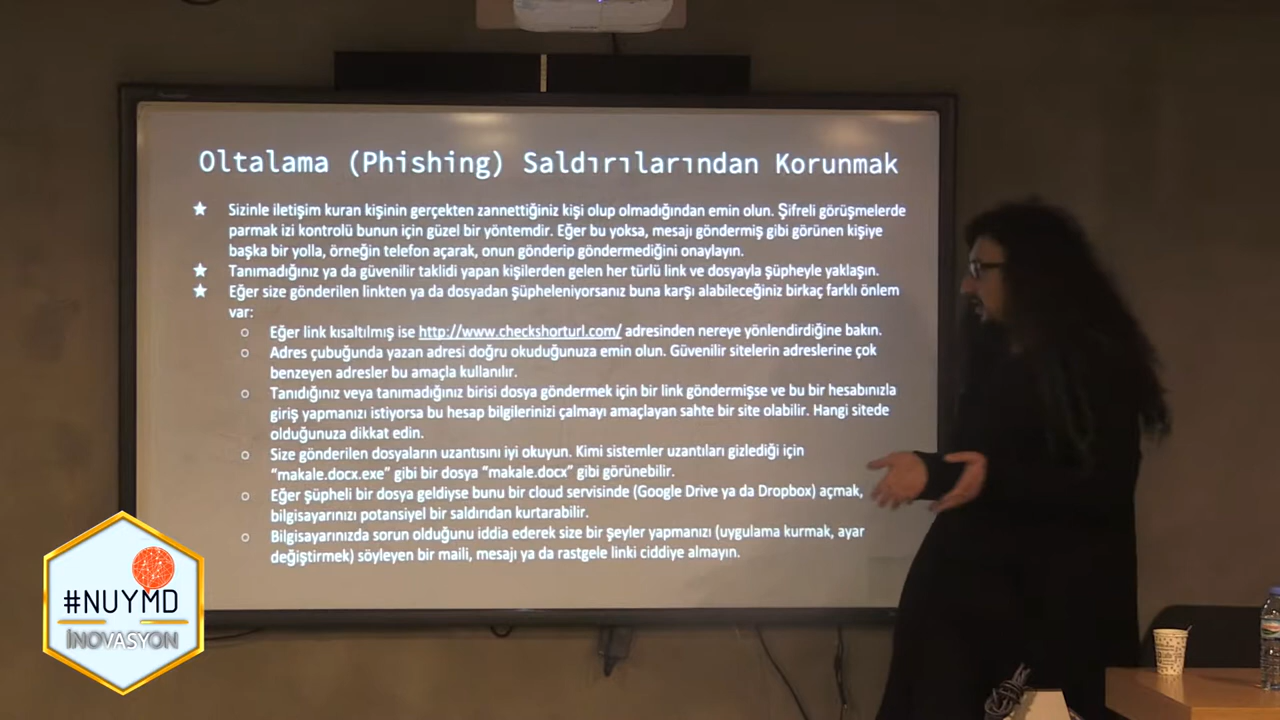 Oltalama (Phishing) Saldırılarından Korunmak
★ Sizinle iletişim kuran kişinin gerçekten zannettiğiniz kişi olup olmadığından emin olun. Şifreli görüşmelerde
parmak izi kontrolü bunun için güzel bir yöntemdir. Eğer bu yoksa, mesajı göndermiş gibi görünen kişiye
başka bir yolla, örneğin telefon açarak, onun gönderip göndermediğini onaylayın.
★ Tanımadığınız ya da güvenilir taklidi yapan kişilerden gelen her türlü link ve dosyayla şüpheyle yaklaşın.
★ Eğer size gönderilen linkten ya da dosyadan şüpheleniyorsanız buna karşı alabileceğiniz birkaç farklı önlem
var:
○ Eğer link kısaltılmış ise http://www.checkshorturl.com/ adresinden nereye yönlendirdiğine bakın.
○ Adres çubuğunda yazan adresi doğru okuduğunuza emin olun. Güvenilir sitelerin adreslerine çok
benzeyen adresler bu amaçla kullanılır.
○ Tanıdığınız veya tanımadığınız birisi dosya göndermek için bir link göndermişse ve bu bir hesabınızla
giriş yapmanızı istiyorsa bu hesap bilgilerinizi çalmayı amaçlayan sahte bir site olabilir. Hangi sitede
olduğunuza dikkat edin.
○ Size gönderilen dosyaların uzantısını iyi okuyun. Kimi sistemler uzantıları gizlediği için
“makale.docx.exe” gibi bir dosya “makale.docx” gibi görünebilir.
○ Eğer şüpheli bir dosya geldiyse bunu bir cloud servisinde (Google Drive ya da Dropbox) açmak,
bilgisayarınızı potansiyel bir saldırıdan kurtarabilir.
○ Bilgisayarınızda sorun olduğunu iddia ederek size bir şeyler yapmanızı (uygulama kurmak, ayar
değiştirmek) söyleyen bir maili, mesajı ya da rastgele linki ciddiye almayın.
#NUYMD
İNOVASYON